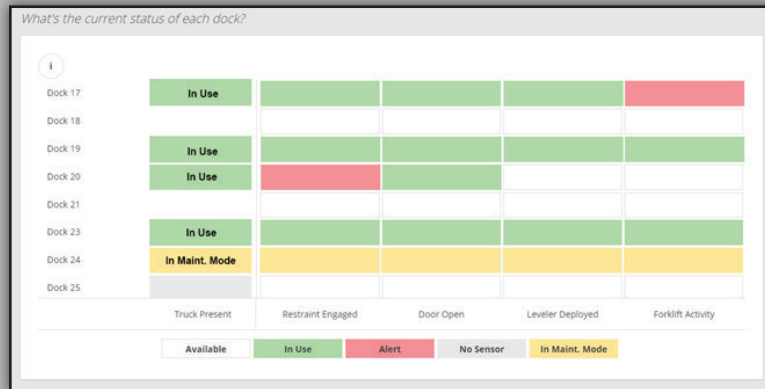 What's the current status of each dock?
i
Dock 17 In Use
Dock 18
Dock 19 In Use
Dock 20 In Use
Dock 21
Dock 23 In Use
Dock 24 In Maint. Mode
Dock 25
Truck Present Restraint Engaged Door Open Leveler Deployed Forklift Activity
Available In Use Alert No Sensor In Maint. Mode